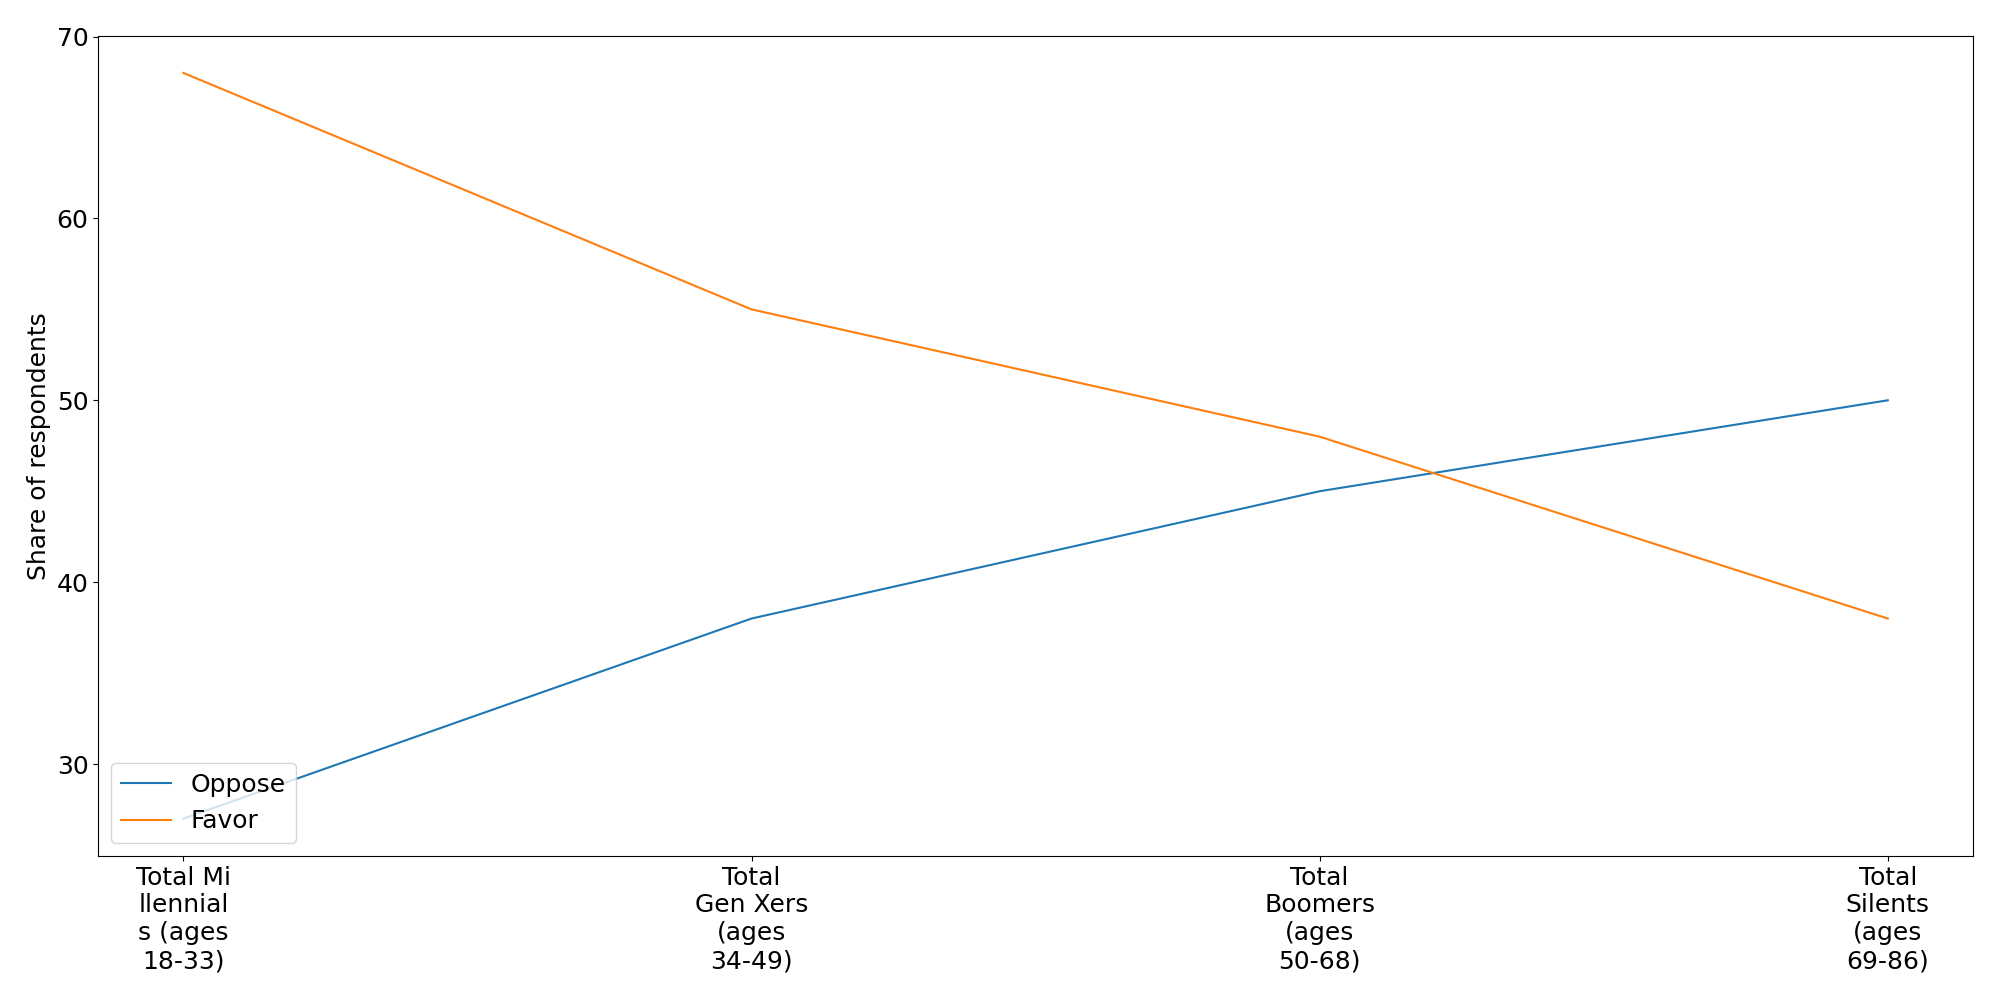 70
60
50
40
30
Share of respondents
Oppose
Favor
Total Mi
llennial
s (ages
18-33)
Total
Gen Xers
(ages
34-49)
Total
Boomers
(ages
50-68)
Total
Silents
(ages
69-86)